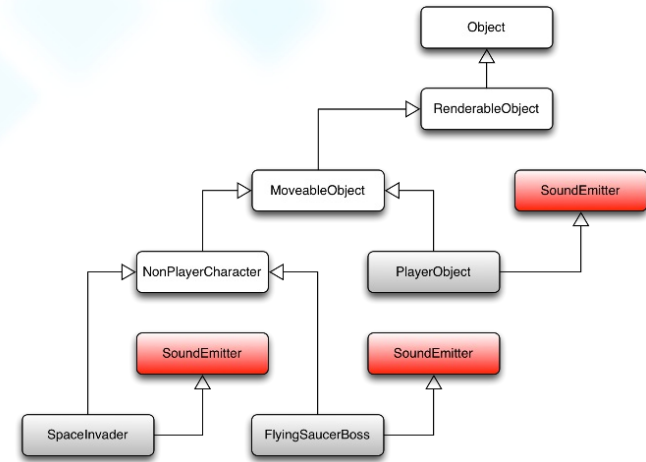 Object
RenderableObject
MoveableObject
SoundEmitter
NonPlayerCharacter
PlayerObject
SoundEmitter
SoundEmitter
SpaceInvader
FlyingSaucerBoss